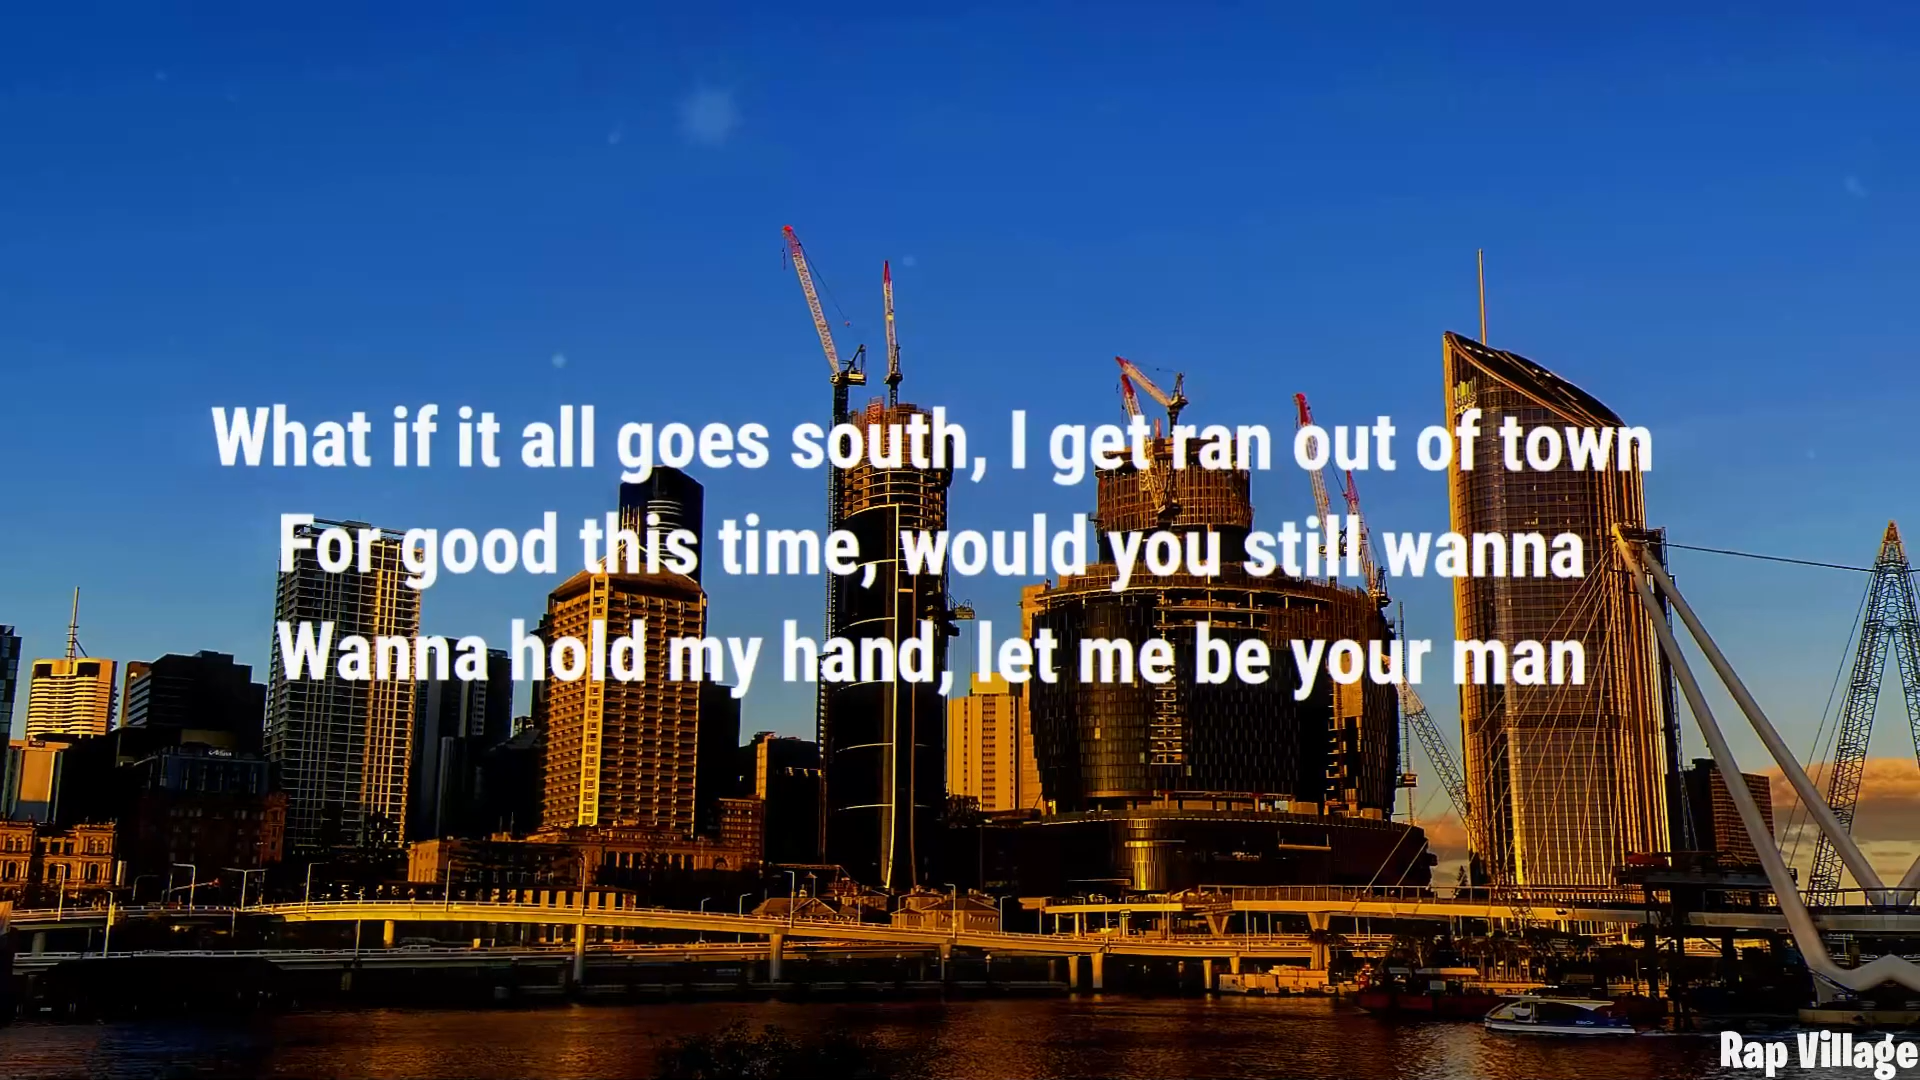 What if it all goes south, I get ran out of town
For good this time, would you still wanna
Wanna hold my hand, let me be your man
Rap Village